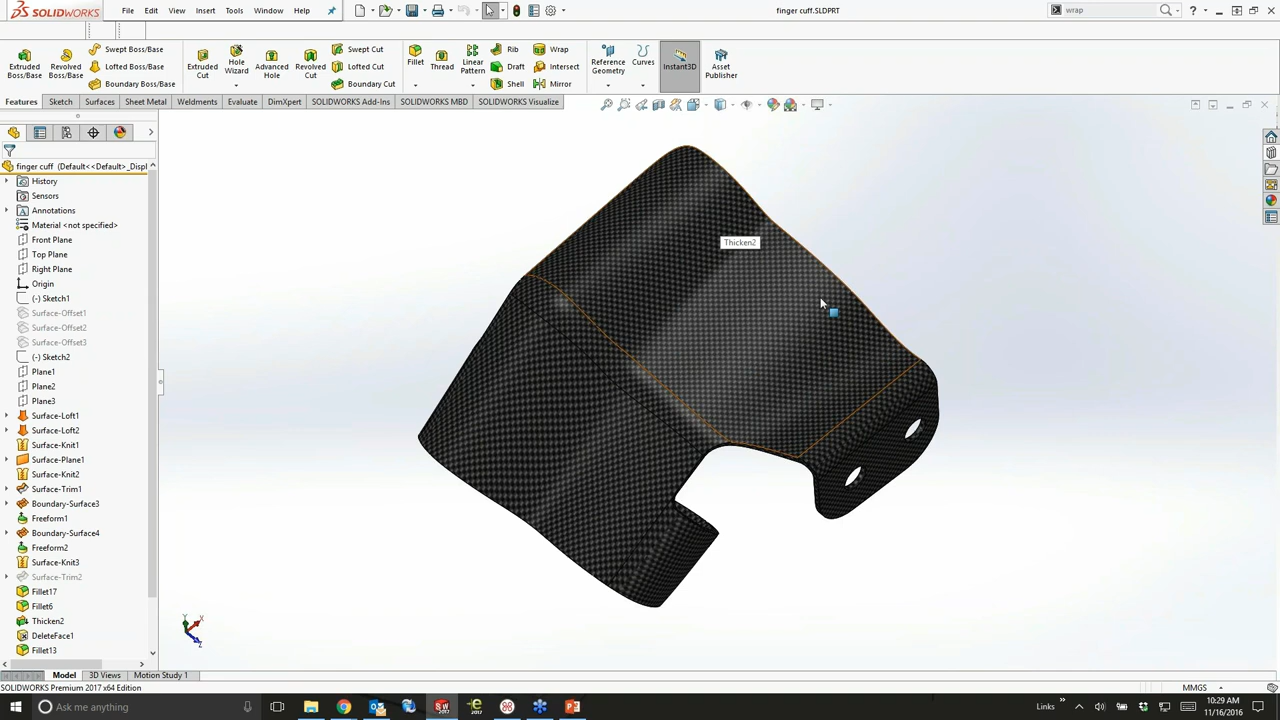 SOLIDWORKS
File Edit View Insert Tools Window Help
finger cuff.SLDPRT
wrap
Extruded Boss/Base
Revolved Boss/Base
Swept Boss/Base
Lofted Boss/Base
Boundary Boss/Base
Extruded Cut
Hole Wizard
Advanced Hole
Revolved Cut
Swept Cut
Lofted Cut
Boundary Cut
Fillet
Thread
Linear Pattern
Rib
Draft
Shell
Wrap
Intersect
Mirror
Reference Geometry
Curves
Instant3D
Asset Publisher
Features Sketch Surfaces Sheet Metal Weldments Evaluate DimXpert SOLIDWORKS Add-Ins SOLIDWORKS MBD SOLIDWORKS Visualize
finger cuff (Default<<Default>_Displ
History
Sensors
Annotations
Material <not specified>
Front Plane
Top Plane
Right Plane
Origin
(-) Sketch1
Surface-Offset1
Surface-Offset2
Surface-Offset3
(-) Sketch2
Plane1
Plane2
Plane3
Surface-Loft1
Surface-Loft2
Surface-Knit1
Surface-Plane1
Surface-Knit2
Surface-Trim1
Boundary-Surface3
Freeform1
Boundary-Surface4
Freeform2
Surface-Knit3
Surface-Trim2
Fillet17
Fillet6
Thicken2
DeleteFace1
Fillet13
Thicken2
Y
X
Z
Model 3D Views Motion Study 1
SOLIDWORKS Premium 2017 x64 Edition
MMGS
Ask me anything
Links
10:29 AM
11/16/2016